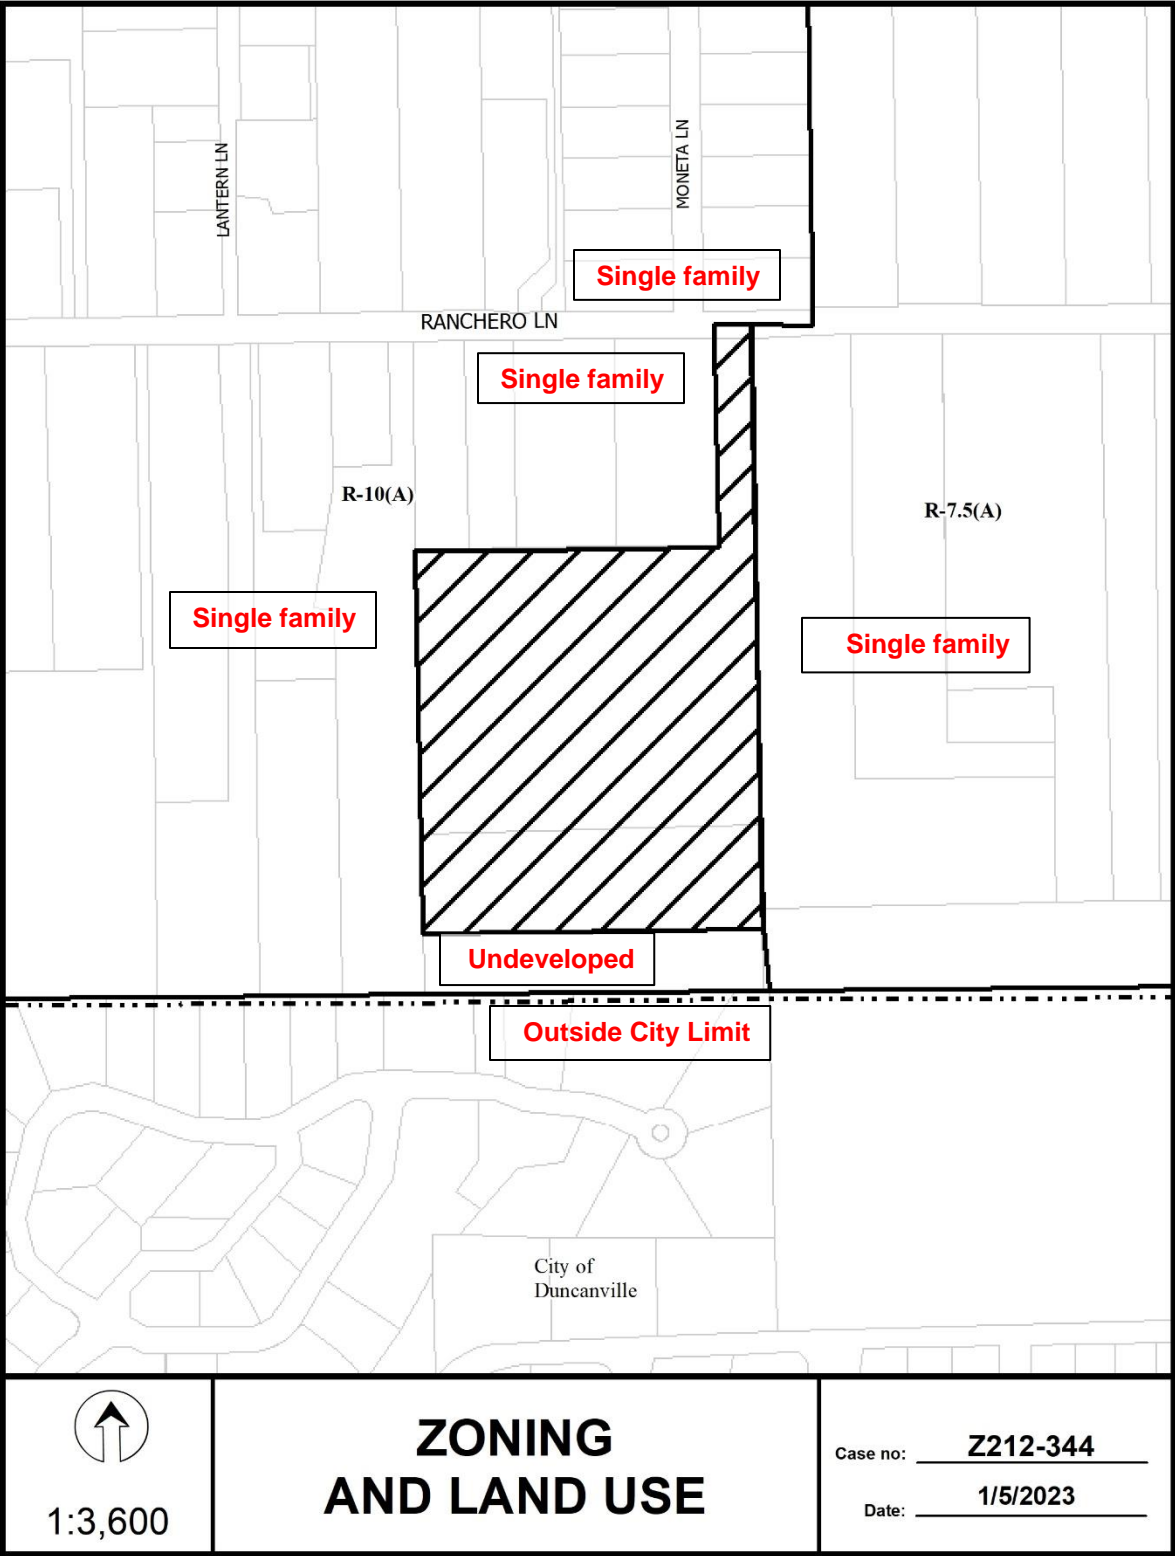 LANTERN LN
MONETA LN
Single family
RANCHERO LN
Single family
R-10(A)
R-7.5(A)
Single family
Single family
Undeveloped
Outside City Limit
City of
Duncanville
1:3,600
ZONING
AND LAND USE
Case no: Z212-344
Date: 1/5/2023